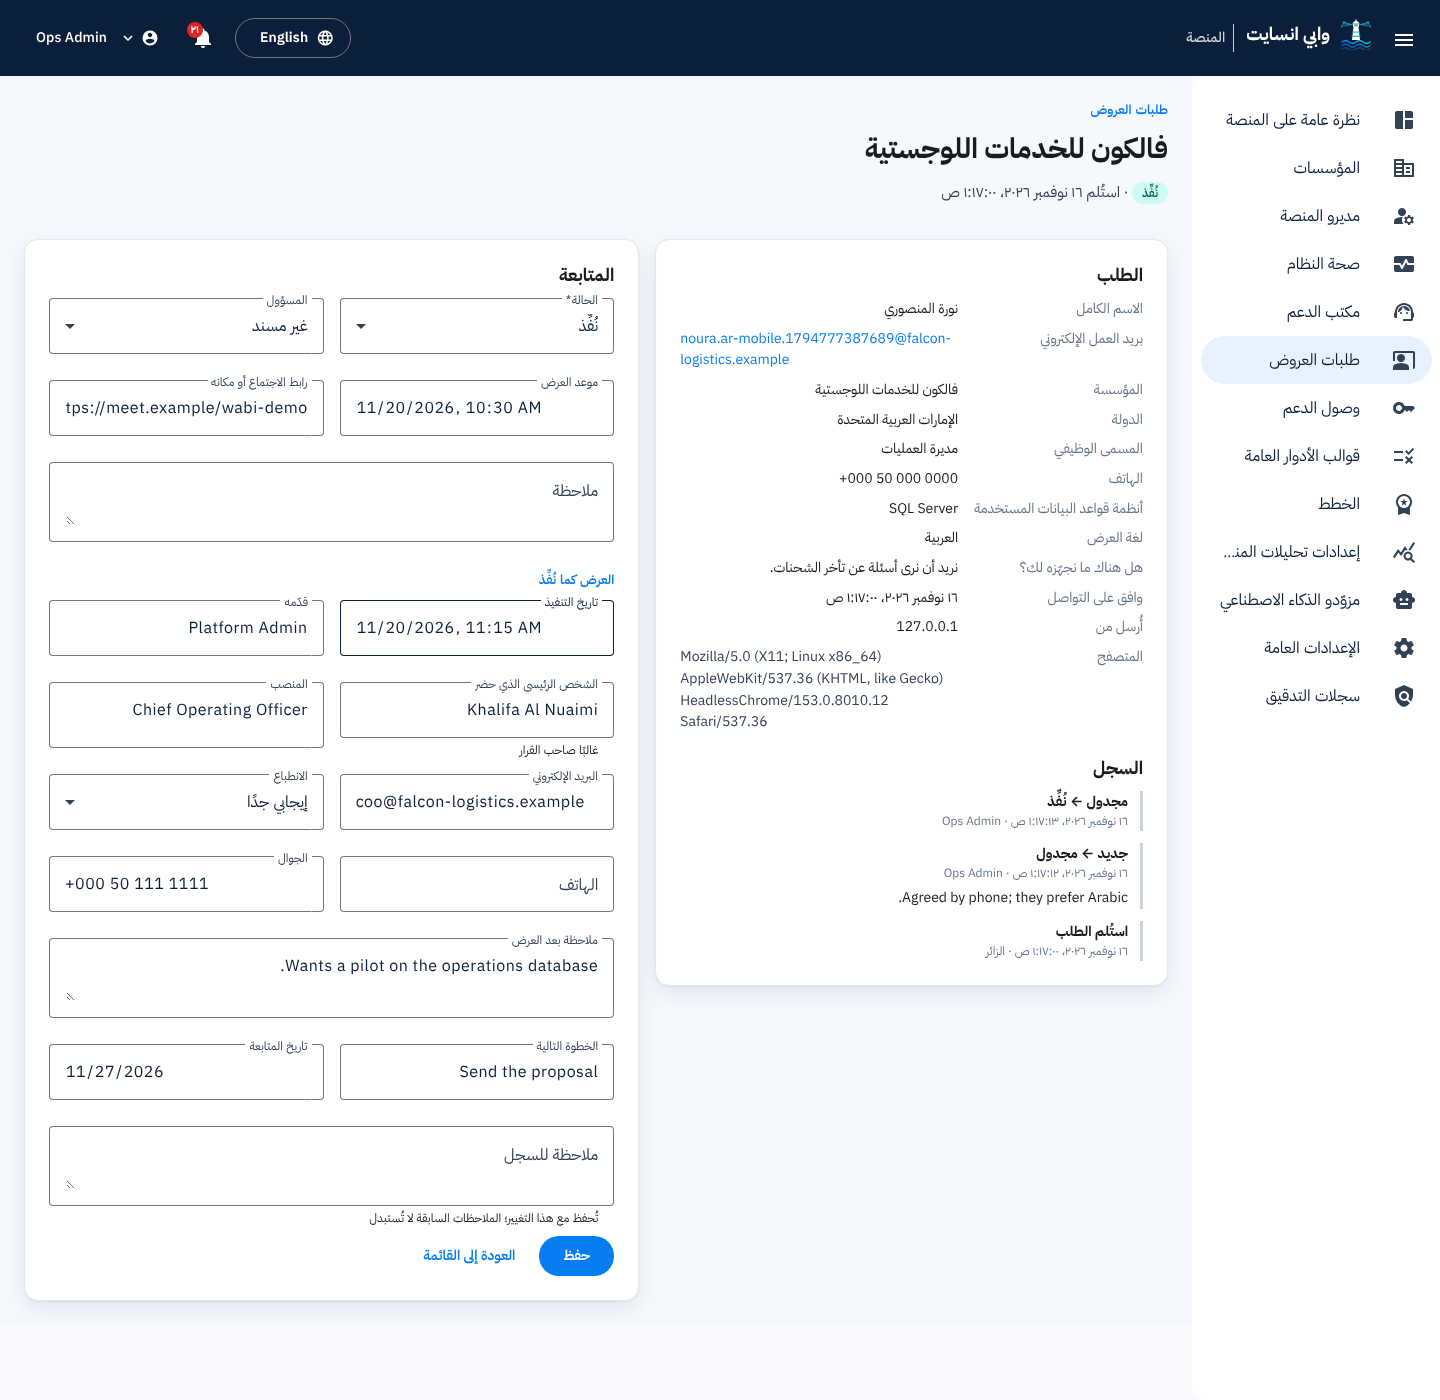 وابي انسايت
المنصة
English
٢١
Ops Admin
نظرة عامة على المنصة
المؤسسات
مديرو المنصة
صحة النظام
مكتب الدعم
طلبات العروض
وصول الدعم
قوالب الأدوار العامة
الخطط
إعدادات تحليلات المنـ...
مزوّدو الذكاء الاصطناعي
الإعدادات العامة
سجلات التدقيق
طلبات العروض
فالكون للخدمات اللوجستية
نُفِّذ · استُلم ١٦ نوفمبر ٢٠٢٦، ١:١٧:٠٠ ص
الطلب
الاسم الكامل نورة المنصوري
بريد العمل الإلكتروني noura.ar-mobile.1794777387689@falcon-
logistics.example
المؤسسة فالكون للخدمات اللوجستية
الدولة الإمارات العربية المتحدة
المسمى الوظيفي مديرة العمليات
الهاتف +000 50 000 0000
أنظمة قواعد البيانات المستخدمة SQL Server
لغة العرض العربية
هل هناك ما نجهّزه لك؟ نريد أن نرى أسئلة عن تأخر الشحنات.
وافق على التواصل ١٦ نوفمبر ٢٠٢٦، ١:١٧:٠٠ ص
أُرسل من 127.0.0.1
المتصفح Mozilla/5.0 (X11; Linux x86_64)
AppleWebKit/537.36 (KHTML, like Gecko)
HeadlessChrome/153.0.8010.12
Safari/537.36
السجل
مجدول ← نُفِّذ
١٦ نوفمبر ٢٠٢٦، ١:١٧:١٣ ص · Ops Admin
جديد ← مجدول
١٦ نوفمبر ٢٠٢٦، ١:١٧:١٢ ص · Ops Admin
Agreed by phone; they prefer Arabic.
استُلم الطلب
١٦ نوفمبر ٢٠٢٦، ١:١٧:٠٠ ص · الزائر
المتابعة
الحالة*
نُفِّذ
المسؤول
غير مسند
موعد العرض
11/20/2026, 10:30 AM
رابط الاجتماع أو مكانه
tps://meet.example/wabi-demo
ملاحظة
العرض كما نُفِّذ
تاريخ التنفيذ
11/20/2026, 11:15 AM
قدّمه
Platform Admin
الشخص الرئيسي الذي حضر
Khalifa Al Nuaimi
غالبًا صاحب القرار
المنصب
Chief Operating Officer
البريد الإلكتروني
coo@falcon-logistics.example
الانطباع
إيجابي جدًا
الهاتف
الجوال
+000 50 111 1111
ملاحظة بعد العرض
Wants a pilot on the operations database.
الخطوة التالية
Send the proposal
تاريخ المتابعة
11/27/2026
ملاحظة للسجل
تُحفظ مع هذا التغيير؛ الملاحظات السابقة لا تُستبدل
حفظ
العودة إلى القائمة